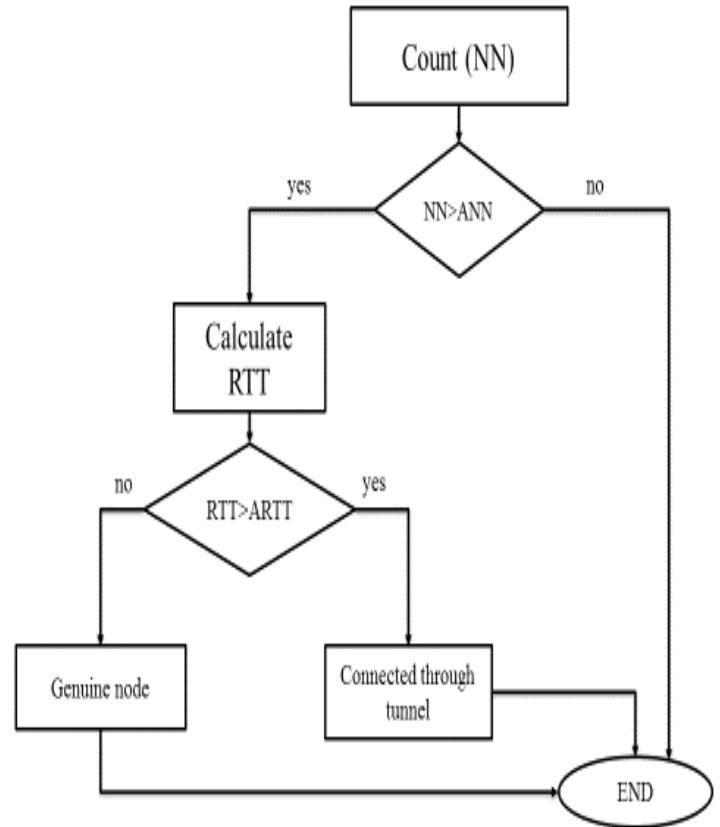 Count (NN)
yes
no
NN>ANN
Calculate
RTT
no
yes
RTT>ARTT
Genuine node
Connected through
tunnel
END